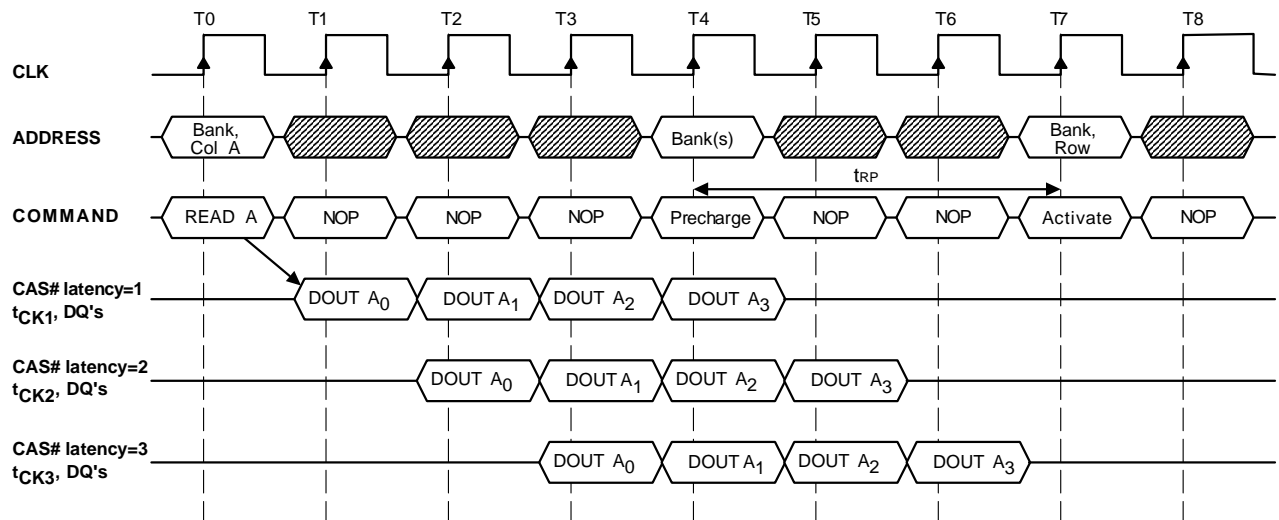 T0 T1 T2 T3 T4 T5 T6 T7 T8
CLK
ADDRESS
Bank,
Col A
Bank(s)
Bank,
Row
tRP
COMMAND
READ A NOP NOP NOP Precharge NOP NOP Activate NOP
CAS# latency=1
tCK1, DQ's
DOUT A0 DOUT A1 DOUT A2 DOUT A3
CAS# latency=2
tCK2, DQ's
DOUT A0 DOUT A1 DOUT A2 DOUT A3
CAS# latency=3
tCK3, DQ's
DOUT A0 DOUT A1 DOUT A2 DOUT A3